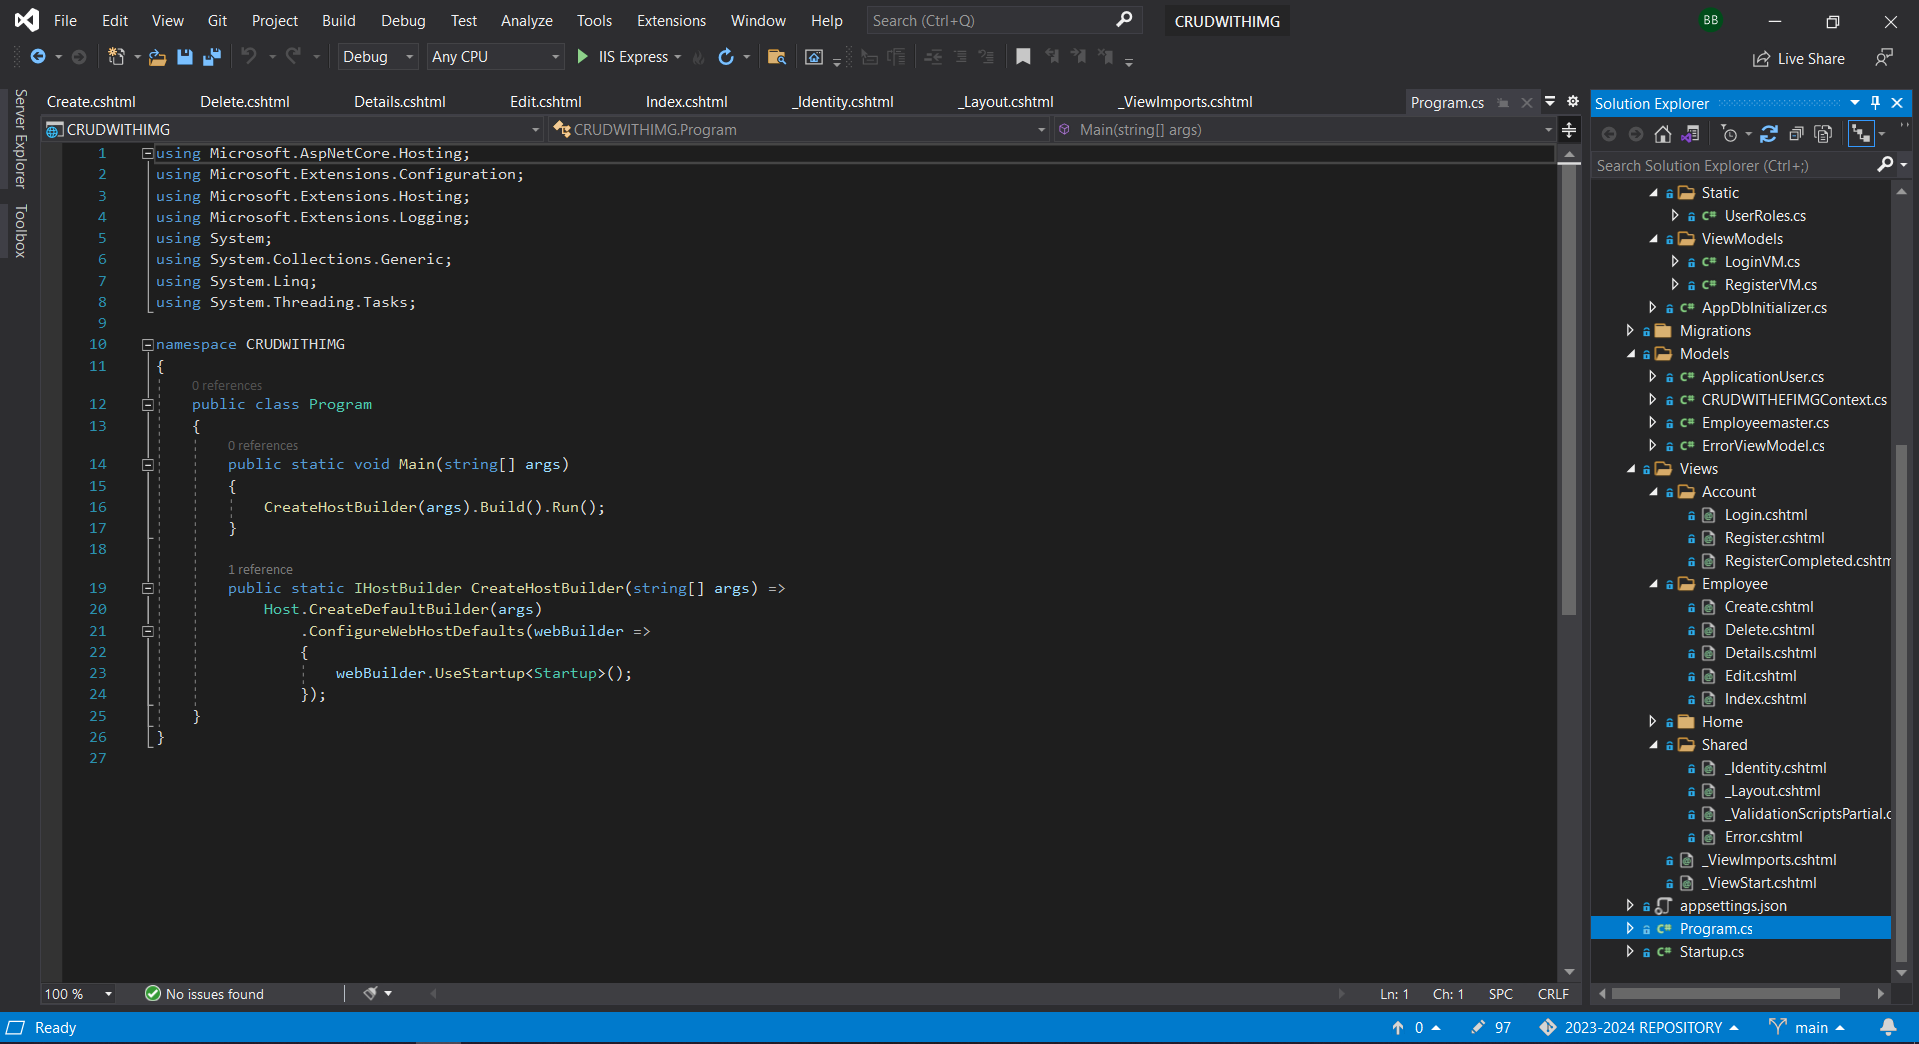 File Edit View Git Project Build Debug Test Analyze Tools Extensions Window Help Search (Ctrl+Q) CRUDWITHIMG BB
Debug Any CPU IIS Express Live Share
Server Explorer
Toolbox
Create.cshtml Delete.cshtml Details.cshtml Edit.cshtml Index.cshtml _Identity.cshtml _Layout.cshtml _ViewImports.cshtml Program.cs
CRUDWITHIMG CRUDWITHIMG.Program Main(string[] args)
1 using Microsoft.AspNetCore.Hosting;
2 using Microsoft.Extensions.Configuration;
3 using Microsoft.Extensions.Hosting;
4 using Microsoft.Extensions.Logging;
5 using System;
6 using System.Collections.Generic;
7 using System.Linq;
8 using System.Threading.Tasks;
9
10 namespace CRUDWITHIMG
11 {
0 references
12 public class Program
13 {
0 references
14 public static void Main(string[] args)
15 {
16 CreateHostBuilder(args).Build().Run();
17 }
18
1 reference
19 public static IHostBuilder CreateHostBuilder(string[] args) =>
20 Host.CreateDefaultBuilder(args)
21 .ConfigureWebHostDefaults(webBuilder =>
22 {
23 webBuilder.UseStartup<Startup>();
24 });
25 }
26 }
27
Solution Explorer
Search Solution Explorer (Ctrl+;)
Static
C# UserRoles.cs
ViewModels
C# LoginVM.cs
C# RegisterVM.cs
C# AppDbInitializer.cs
Migrations
Models
C# ApplicationUser.cs
C# CRUDWITHEFIMGContext.cs
C# Employeemaster.cs
C# ErrorViewModel.cs
Views
Account
Login.cshtml
Register.cshtml
RegisterCompleted.cshtm
Employee
Create.cshtml
Delete.cshtml
Details.cshtml
Edit.cshtml
Index.cshtml
Home
Shared
_Identity.cshtml
_Layout.cshtml
_ValidationScriptsPartial.c
Error.cshtml
_ViewImports.cshtml
_ViewStart.cshtml
appsettings.json
C# Program.cs
C# Startup.cs
100 % No issues found Ln: 1 Ch: 1 SPC CRLF
Ready 0 97 2023-2024 REPOSITORY main